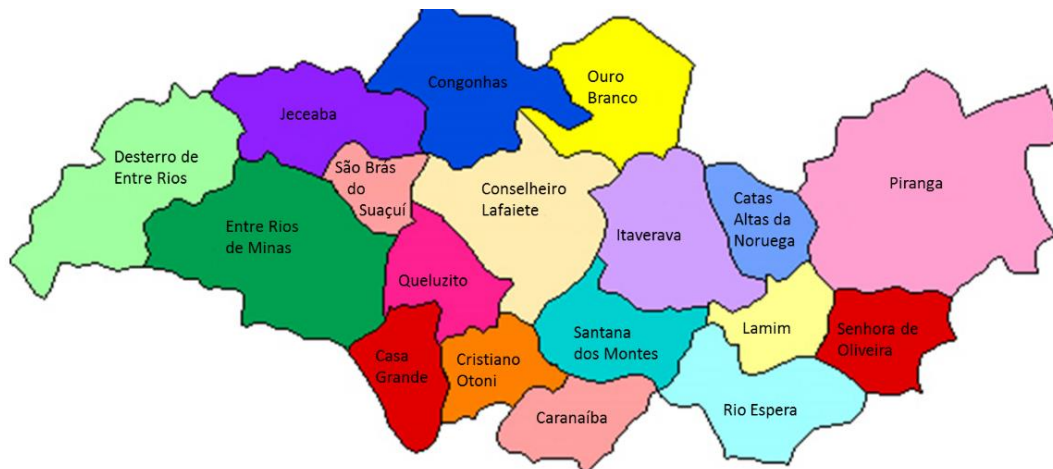 Congonhas
Ouro
Branco
Jeceaba
Desterro de
Entre Rios
São Brás
do
Suaçuí
Conselheiro
Lafaiete
Catas
Altas da
Noruega
Piranga
Entre Rios
de Minas
Itaverava
Queluzito
Santana
dos Montes
Lamim
Senhora de
Oliveira
Casa
Grande
Cristiano
Otoni
Caranaíba
Rio Espera